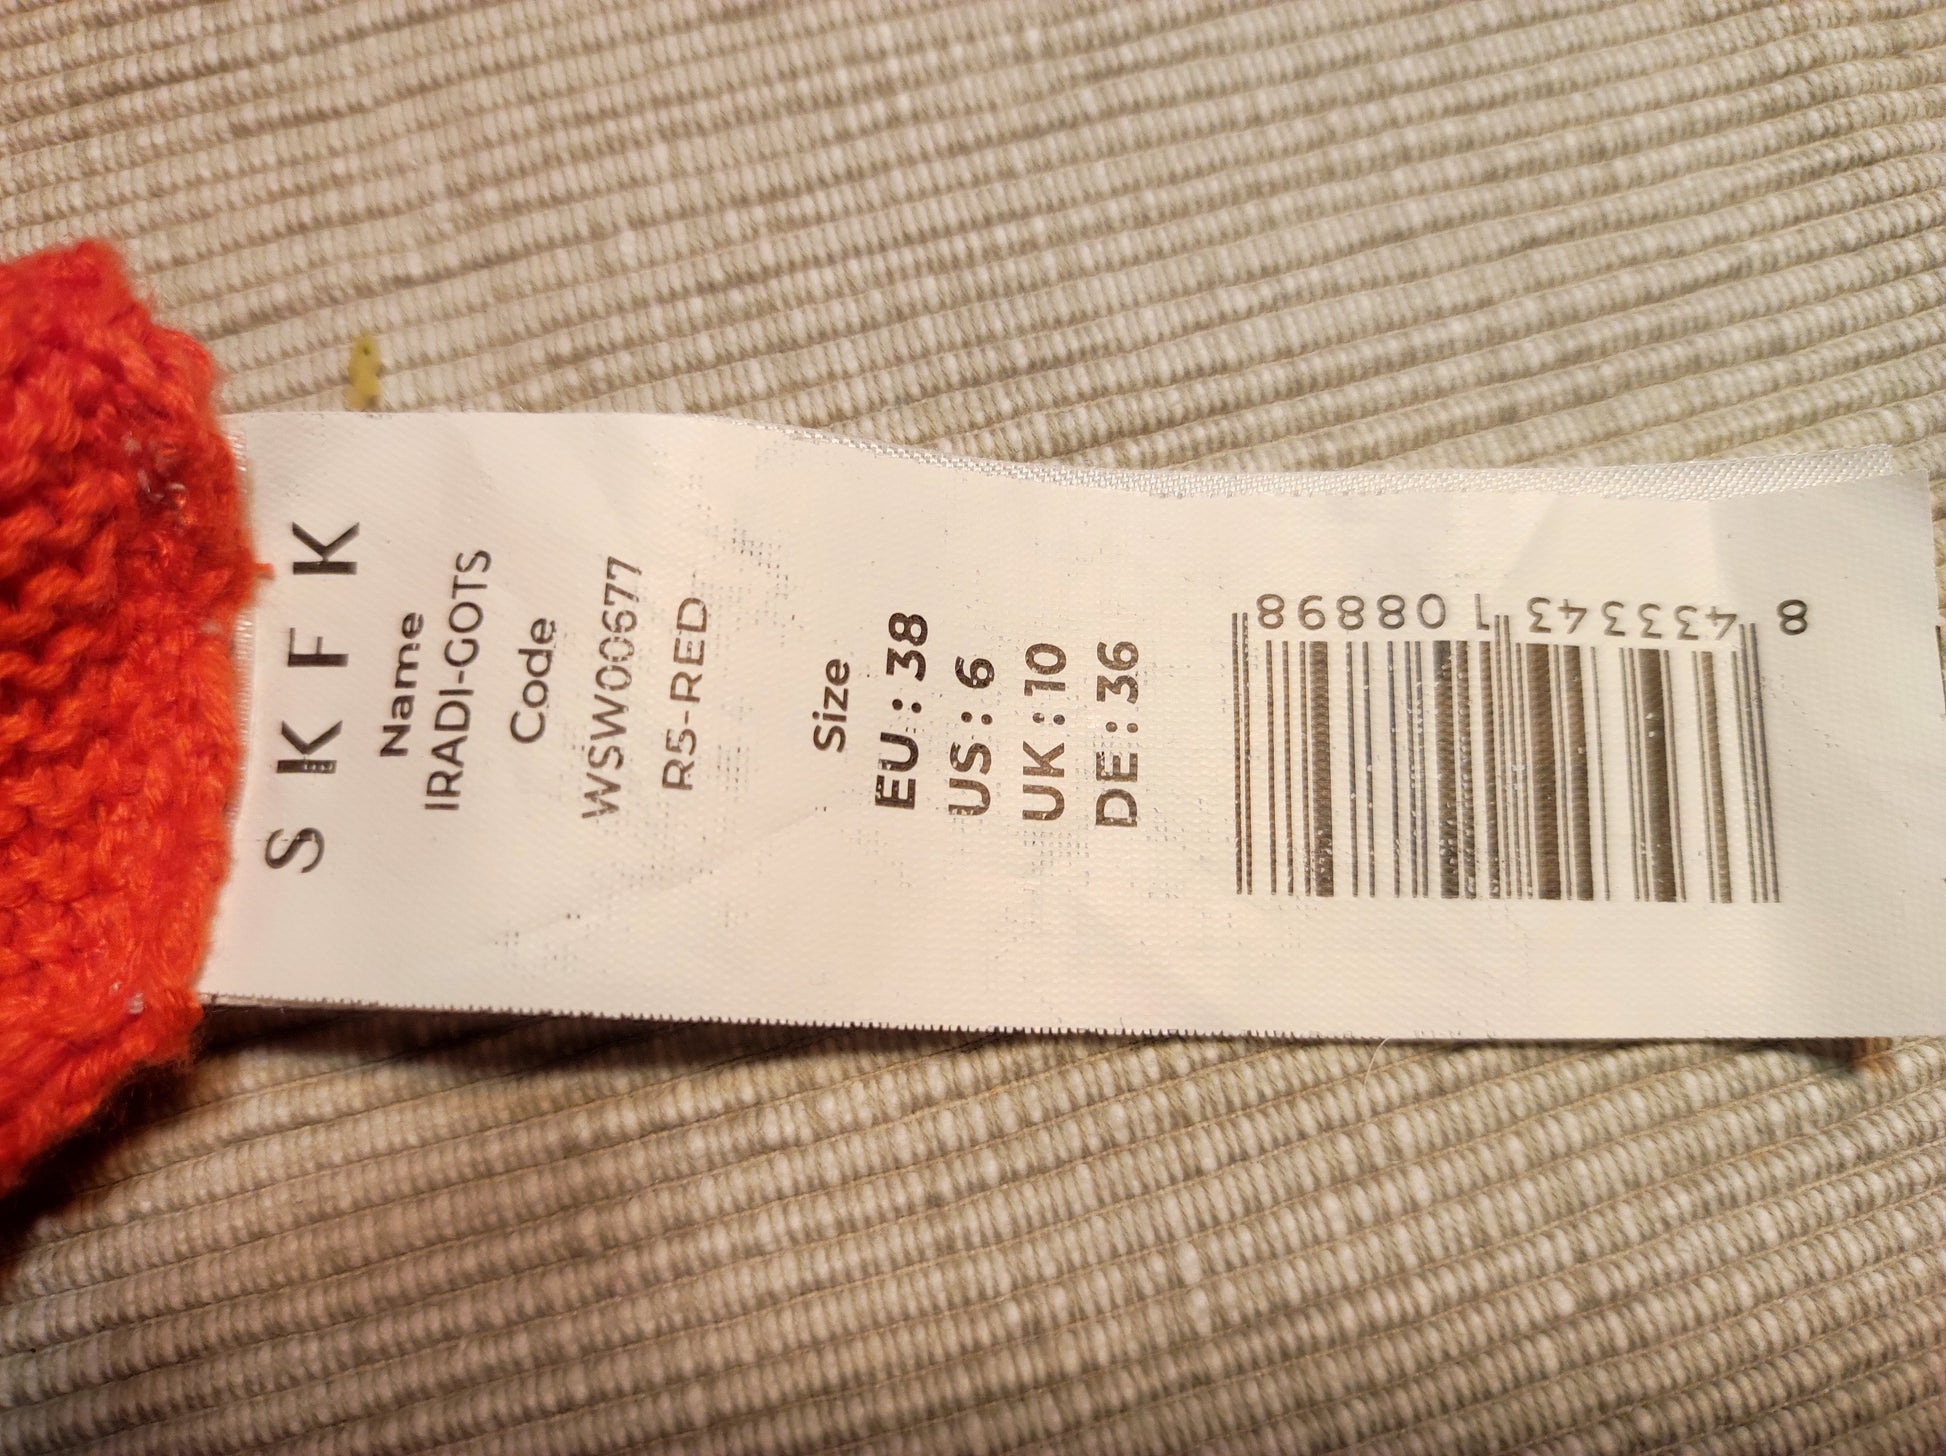 SKFK
Name
IRADI-GOTS
Code
WSW00677
R5-RED
Size
EU : 38
US : 6
UK : 10
DE : 36
8 433343 108898